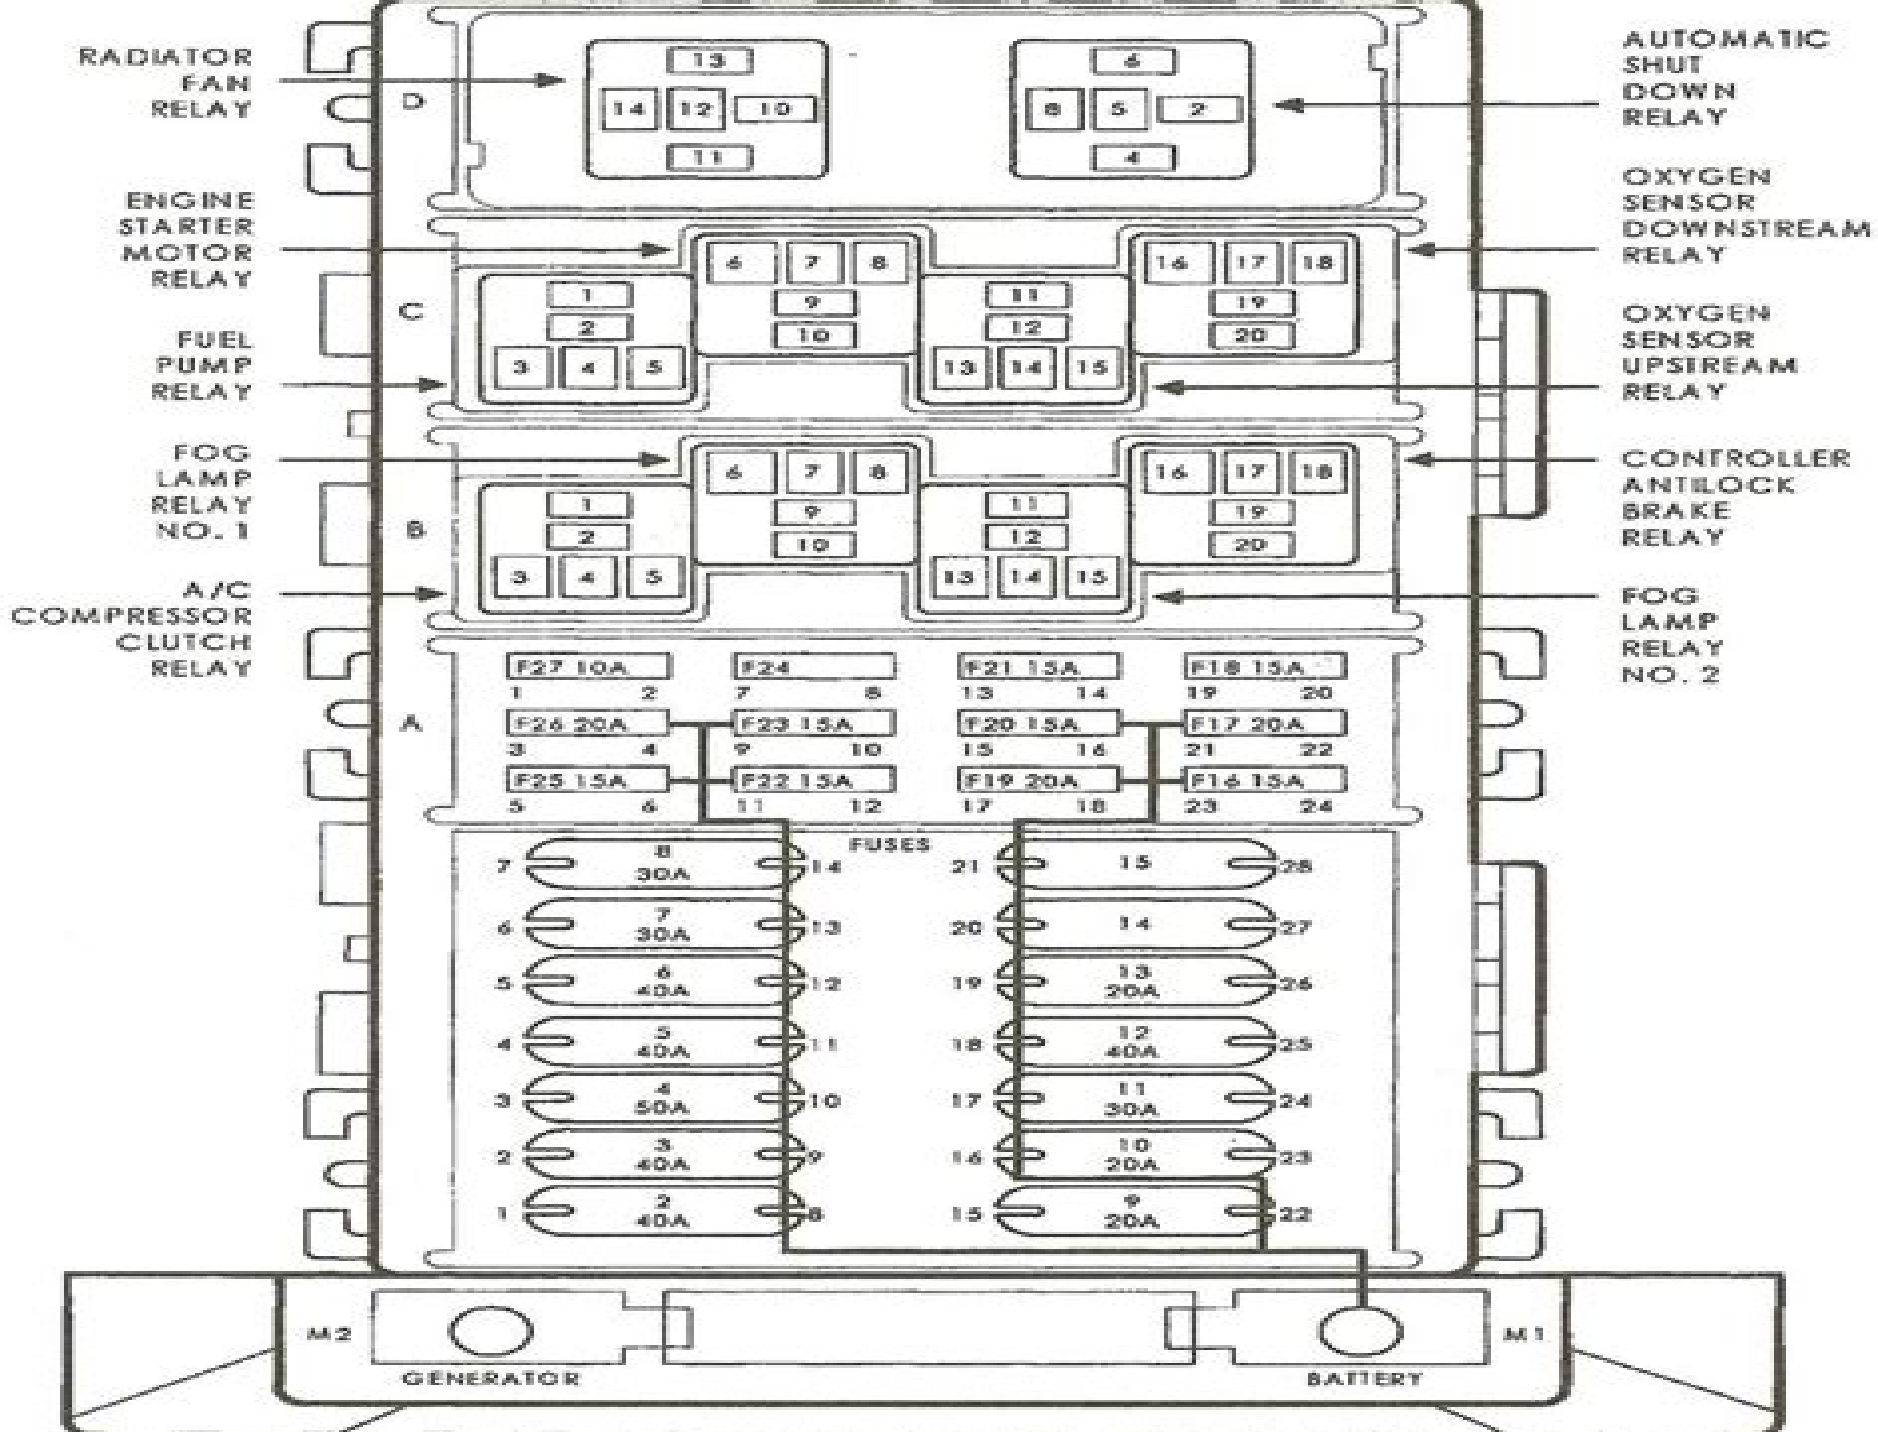 RADIATOR
FAN
RELAY
ENGINE
STARTER
MOTOR
RELAY
FUEL
PUMP
RELAY
FOG
LAMP
RELAY
NO. 1
A/C
COMPRESSOR
CLUTCH
RELAY
AUTOMATIC
SHUT
DOWN
RELAY
OXYGEN
SENSOR
DOWNSTREAM
RELAY
OXYGEN
SENSOR
UPSTREAM
RELAY
CONTROLLER
ANTILOCK
BRAKE
RELAY
FOG
LAMP
RELAY
NO. 2
D
13
14 12 10
11
6
8 5 2
4
C
6 7 8
9
10
1
2
3 4 5
16 17 18
19
20
11
12
13 14 15
B
6 7 8
9
10
1
2
3 4 5
16 17 18
19
20
11
12
13 14 15
A
F27 10A F24 F21 15A F18 15A
1 2 7 8 13 14 19 20
F26 20A F23 15A F20 15A F17 20A
3 4 9 10 15 16 21 22
F25 15A F22 15A F19 20A F16 15A
5 6 11 12 17 18 23 24
FUSES
7 8 30A 14 21 15 28
6 7 30A 13 20 14 27
5 6 40A 12 19 13 20A 26
4 5 40A 11 18 12 40A 25
3 4 50A 10 17 11 30A 24
2 3 40A 9 16 10 20A 23
1 2 40A 8 15 9 20A 22
M2
GENERATOR
M1
BATTERY